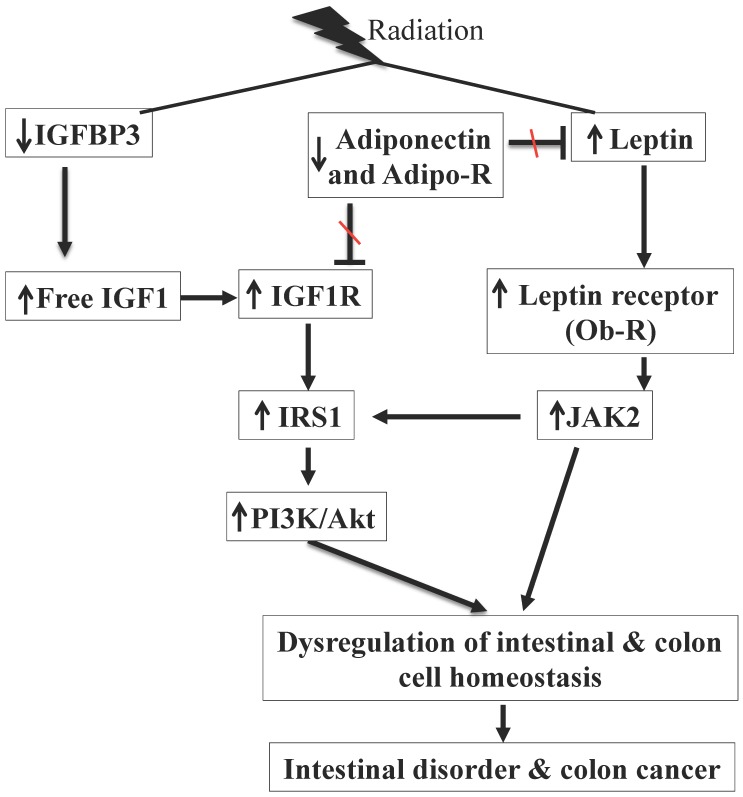 Radiation
↓IGFBP3
↓ Adiponectin
and Adipo-R
↑ Leptin
↑Free IGF1
↑ IGF1R
↑ Leptin receptor
(Ob-R)
↑ IRS1
↑JAK2
↑PI3K/Akt
Dysregulation of intestinal & colon
cell homeostasis
Intestinal disorder & colon cancer